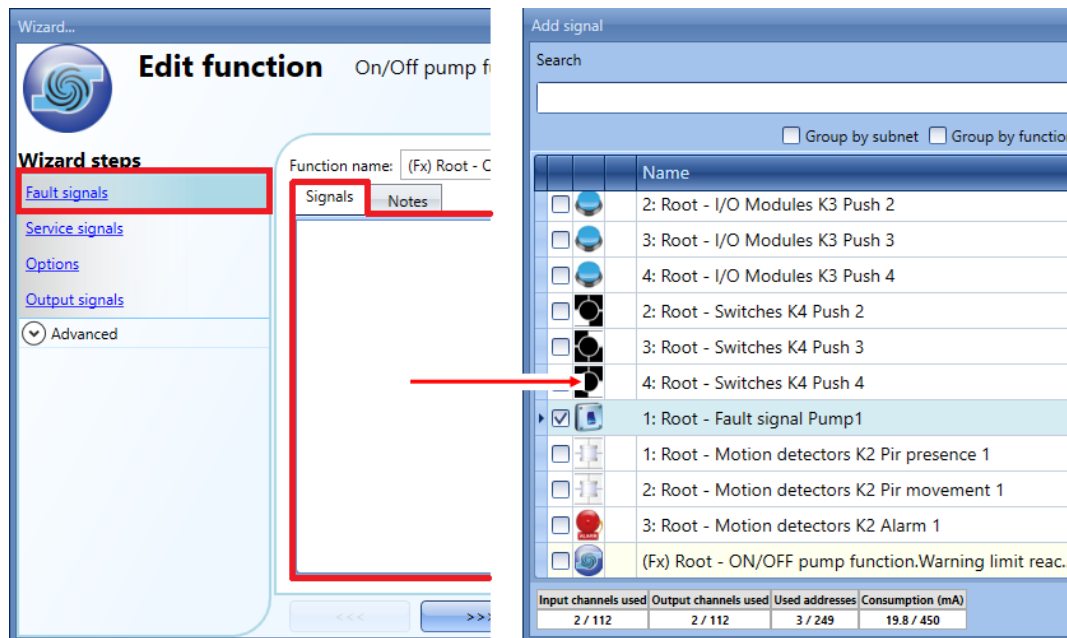 Wizard...
Edit function
On/Off pump f
Wizard steps
Fault signals
Service signals
Options
Output signals
Advanced
Function name: (Fx) Root - C
Signals
Notes
<<<
>>>
Add signal
Search
Group by subnet
Group by function
Name
2: Root - I/O Modules K3 Push 2
3: Root - I/O Modules K3 Push 3
4: Root - I/O Modules K3 Push 4
2: Root - Switches K4 Push 2
3: Root - Switches K4 Push 3
4: Root - Switches K4 Push 4
1: Root - Fault signal Pump1
1: Root - Motion detectors K2 Pir presence 1
2: Root - Motion detectors K2 Pir movement 1
ALARM
3: Root - Motion detectors K2 Alarm 1
(Fx) Root - ON/OFF pump function.Warning limit reac..
Input channels used Output channels used Used addresses Consumption (mA)
2 / 112 2 / 112 3 / 249 19.8 / 450